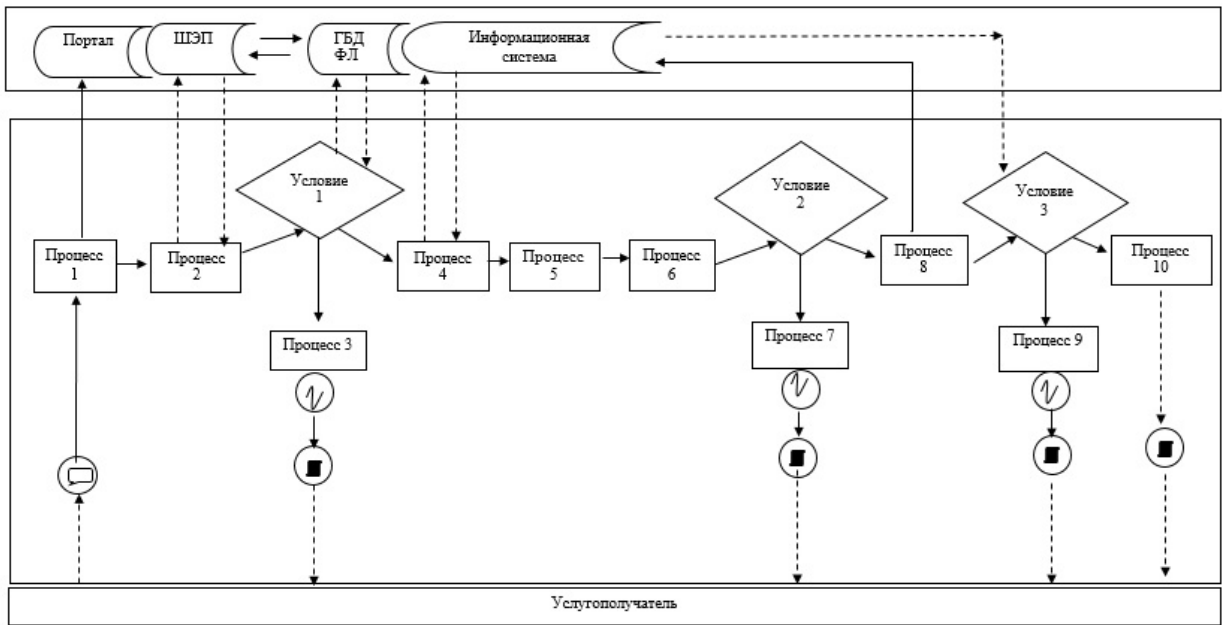 Портал
ШЭП
ГБД
ФЛ
Информационная
система
Условие
1
Условие
2
Условие
3
Процесс
1
Процесс
2
Процесс
4
Процесс
5
Процесс
6
Процесс
8
Процесс
10
Процесс 3
Процесс 7
Процесс 9
Услугополучатель